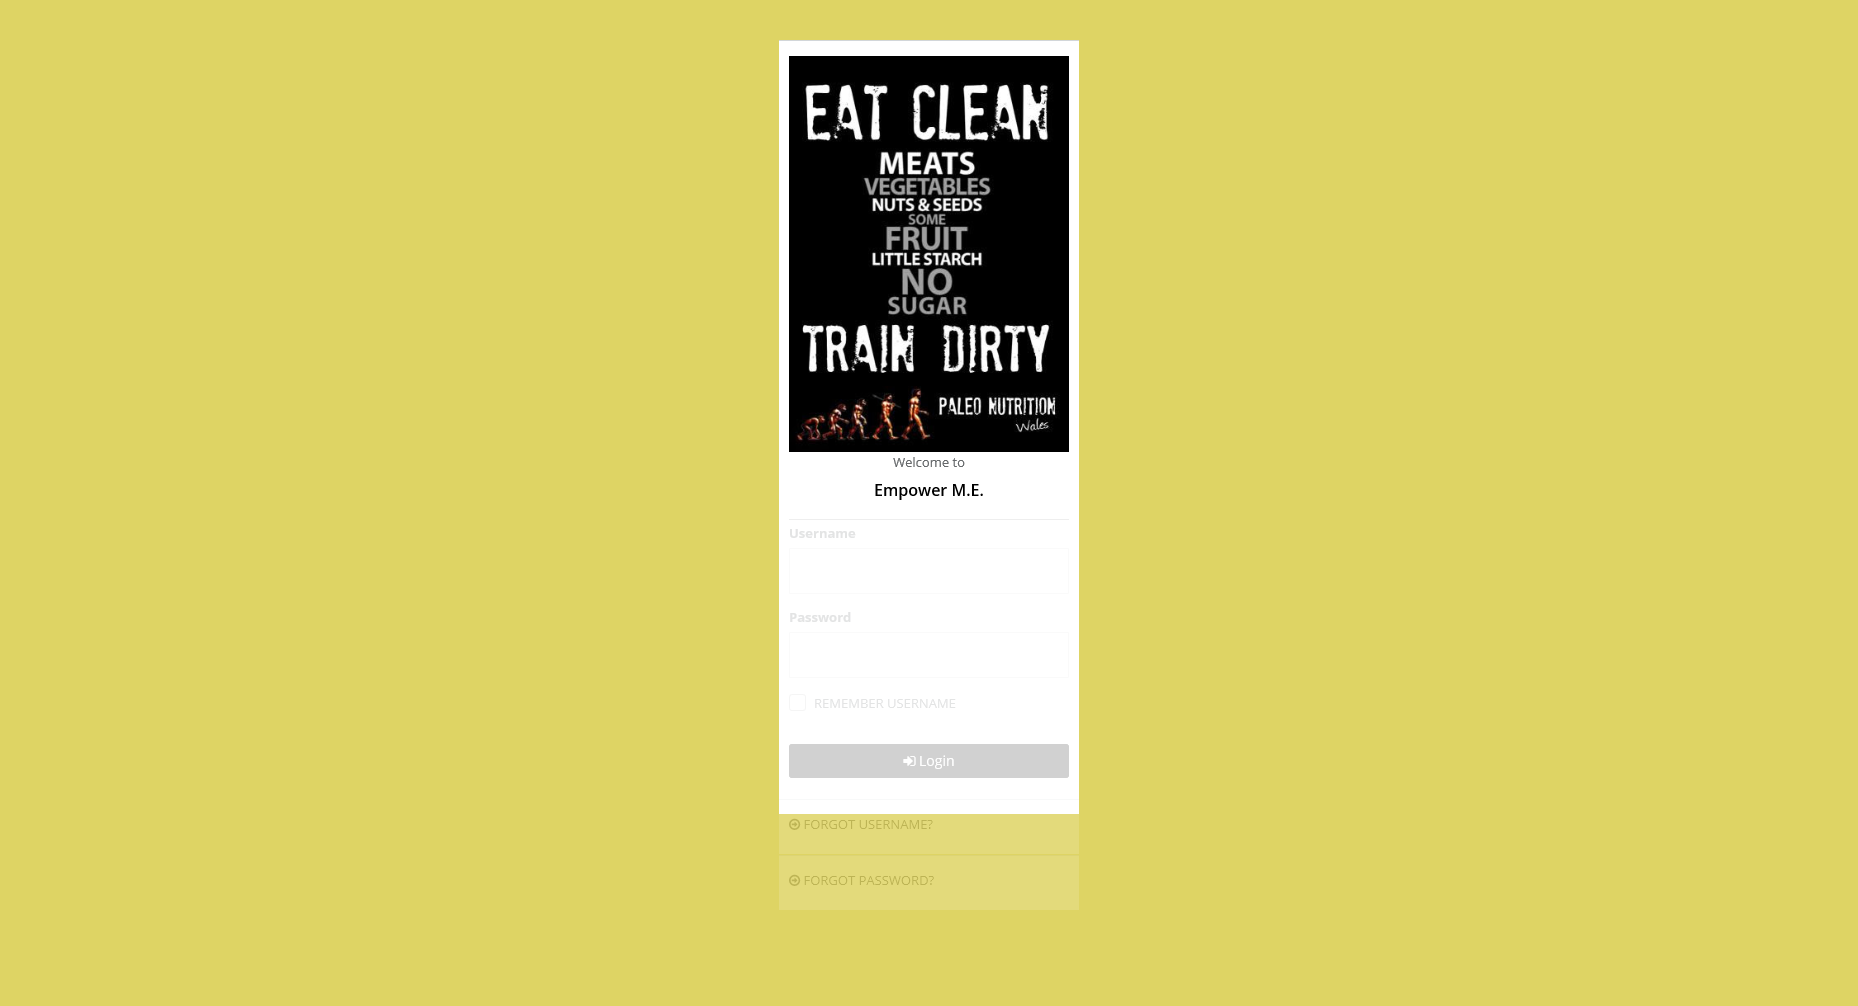 EAT CLEAN
MEATS
VEGETABLES
NUTS & SEEDS
SOME
FRUIT
LITTLE STARCH
NO
SUGAR
TRAIN DIRTY
PALEO NUTRITION
Wales
Welcome to
Empower M.E.
Username
Password
REMEMBER USERNAME
Login
FORGOT USERNAME?
FORGOT PASSWORD?